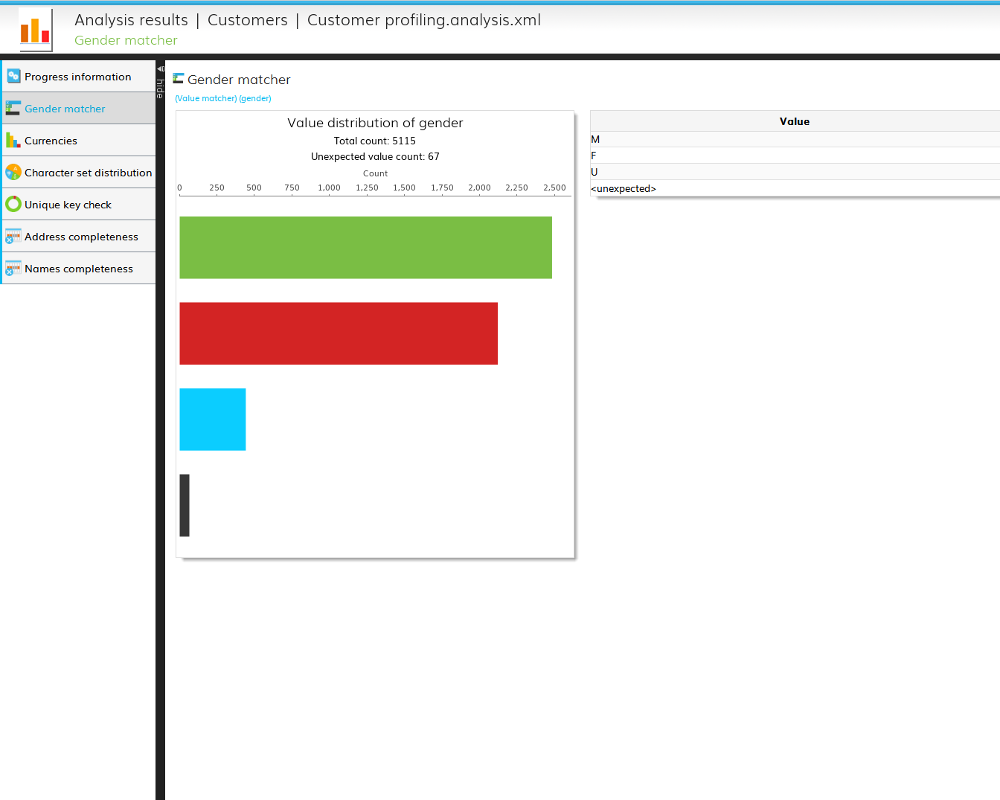 Analysis results | Customers | Customer profiling.analysis.xml
Gender matcher
Progress information
Gender matcher
Currencies
Character set distribution
Unique key check
Address completeness
Names completeness
hide
Gender matcher
(Value matcher) (gender)
Value distribution of gender
Total count: 5115
Unexpected value count: 67
Count
0 250 500 750 1.000 1,250 1,500 1,750 2,000 2,250 2,500
Value
M
F
U
<unexpected>